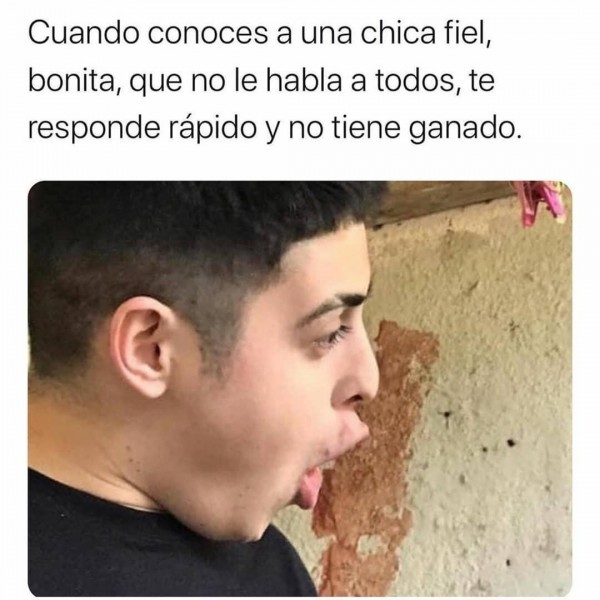 Cuando conoces a una chica fiel,
bonita, que no le habla a todos, te
responde rápido y no tiene ganado.